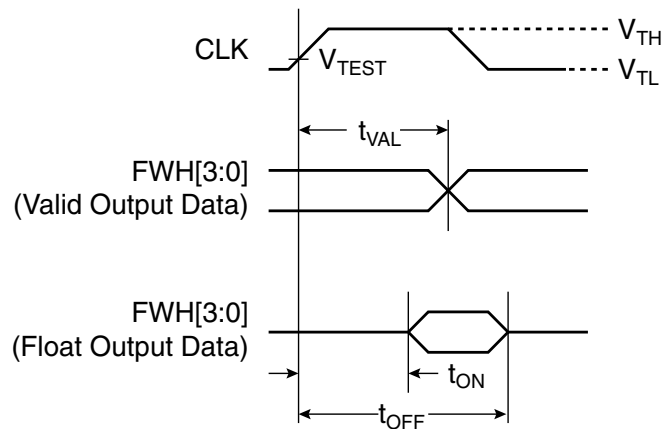 CLK
V_TEST
V_TH
V_TL
t_VAL
FWH[3:0]
(Valid Output Data)
FWH[3:0]
(Float Output Data)
t_ON
t_OFF